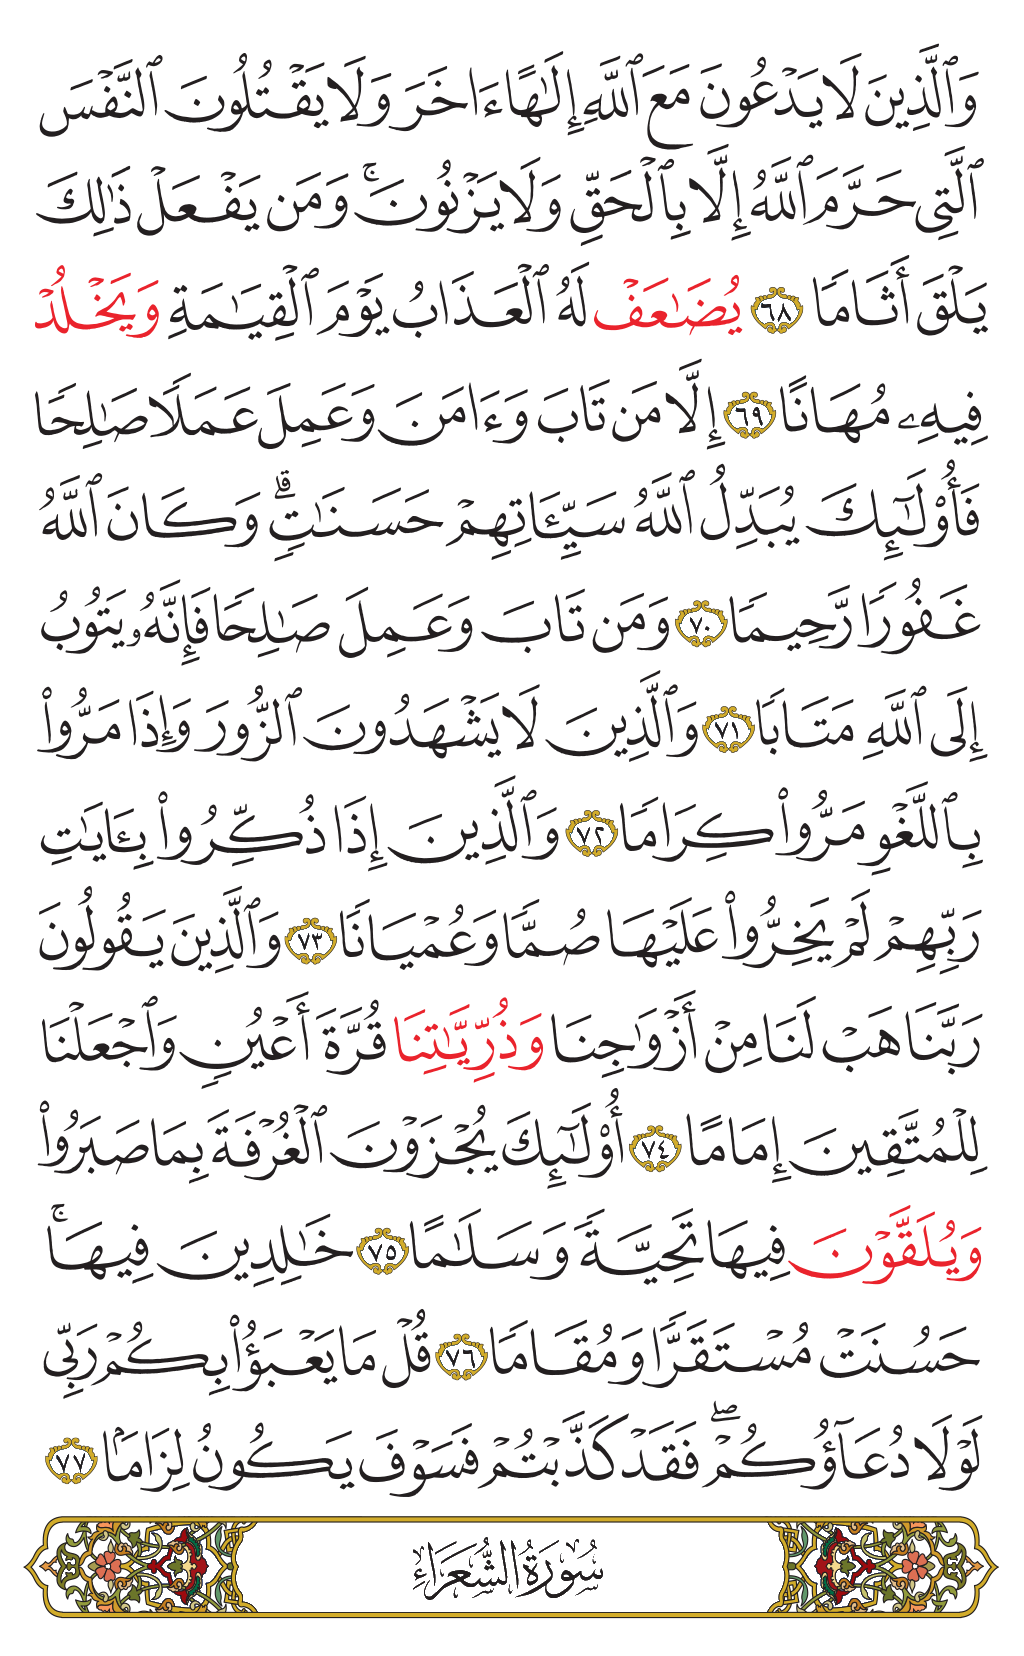 وَٱلَّذِينَ لَا يَدۡعُونَ مَعَ ٱللَّهِ إِلَٰهًا ءَاخَرَ وَلَا يَقۡتُلُونَ ٱلنَّفۡسَ
ٱلَّتِي حَرَّمَ ٱللَّهُ إِلَّا بِٱلۡحَقِّ وَلَا يَزۡنُونَۚ وَمَن يَفۡعَلۡ ذَٰلِكَ
يَلۡقَ أَثَامٗا ٦٨ يُضَٰعَفۡ لَهُ ٱلۡعَذَابُ يَوۡمَ ٱلۡقِيَٰمَةِ وَيَخۡلُدۡ
فِيهِۦ مُهَانًا ٦٩ إِلَّا مَن تَابَ وَءَامَنَ وَعَمِلَ عَمَلٗا صَٰلِحٗا
فَأُوْلَٰٓئِكَ يُبَدِّلُ ٱللَّهُ سَيِّـَٔاتِهِمۡ حَسَنَٰتٖۗ وَكَانَ ٱللَّهُ
غَفُورٗا رَّحِيمٗا ٧٠ وَمَن تَابَ وَعَمِلَ صَٰلِحٗا فَإِنَّهُۥ يَتُوبُ
إِلَى ٱللَّهِ مَتَابٗا ٧١ وَٱلَّذِينَ لَا يَشۡهَدُونَ ٱلزُّورَ وَإِذَا مَرُّواْ
بِٱللَّغۡوِ مَرُّواْ كِرَامٗا ٧٢ وَٱلَّذِينَ إِذَا ذُكِّرُواْ بِـَٔايَٰتِ
رَبِّهِمۡ لَمۡ يَخِرُّواْ عَلَيۡهَا صُمّٗا وَعُمۡيَانٗا ٧٣ وَٱلَّذِينَ يَقُولُونَ
رَبَّنَا هَبۡ لَنَا مِنۡ أَزۡوَٰجِنَا وَذُرِّيَّٰتِنَا قُرَّةَ أَعۡيُنٖ وَٱجۡعَلۡنَا
لِلۡمُتَّقِينَ إِمَامًا ٧٤ أُوْلَٰٓئِكَ يُجۡزَوۡنَ ٱلۡغُرۡفَةَ بِمَا صَبَرُواْ
وَيُلَقَّوۡنَ فِيهَا تَحِيَّةٗ وَسَلَٰمًا ٧٥ خَٰلِدِينَ فِيهَاۚ
حَسُنَتۡ مُسۡتَقَرّٗا وَمُقَامٗا ٧٦ قُلۡ مَا يَعۡبَؤُاْ بِكُمۡ رَبِّي
لَوۡلَا دُعَآؤُكُمۡۖ فَقَدۡ كَذَّبۡتُمۡ فَسَوۡفَ يَكُونُ لِزَامَۢا ٧٧
سُورَةُ الشُّعَرَاءِ